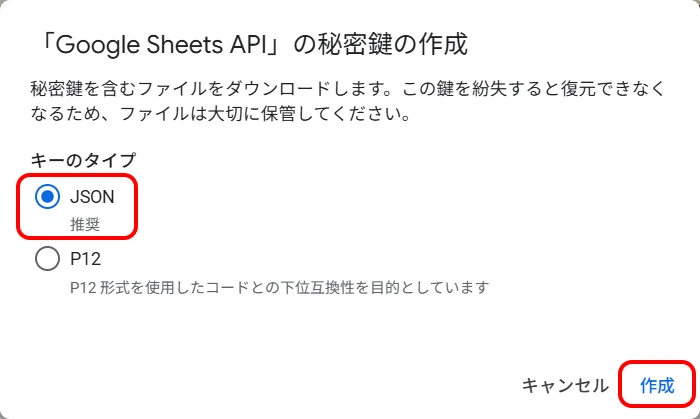 「Google Sheets API」の秘密鍵の作成
秘密鍵を含むファイルをダウンロードします。この鍵を紛失すると復元できなく
なるため、ファイルは大切に保管してください。
キーのタイプ
JSON
推奨
P12
P12 形式を使用したコードとの下位互換性を目的としています
キャンセル 作成